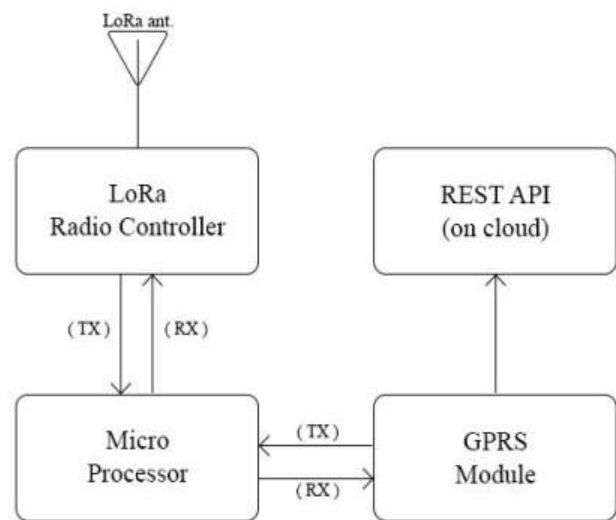 LoRa ant.
LoRa
Radio Controller
REST API
(on cloud)
( TX )
( RX )
Micro
Processor
(TX)
(RX)
GPRS
Module